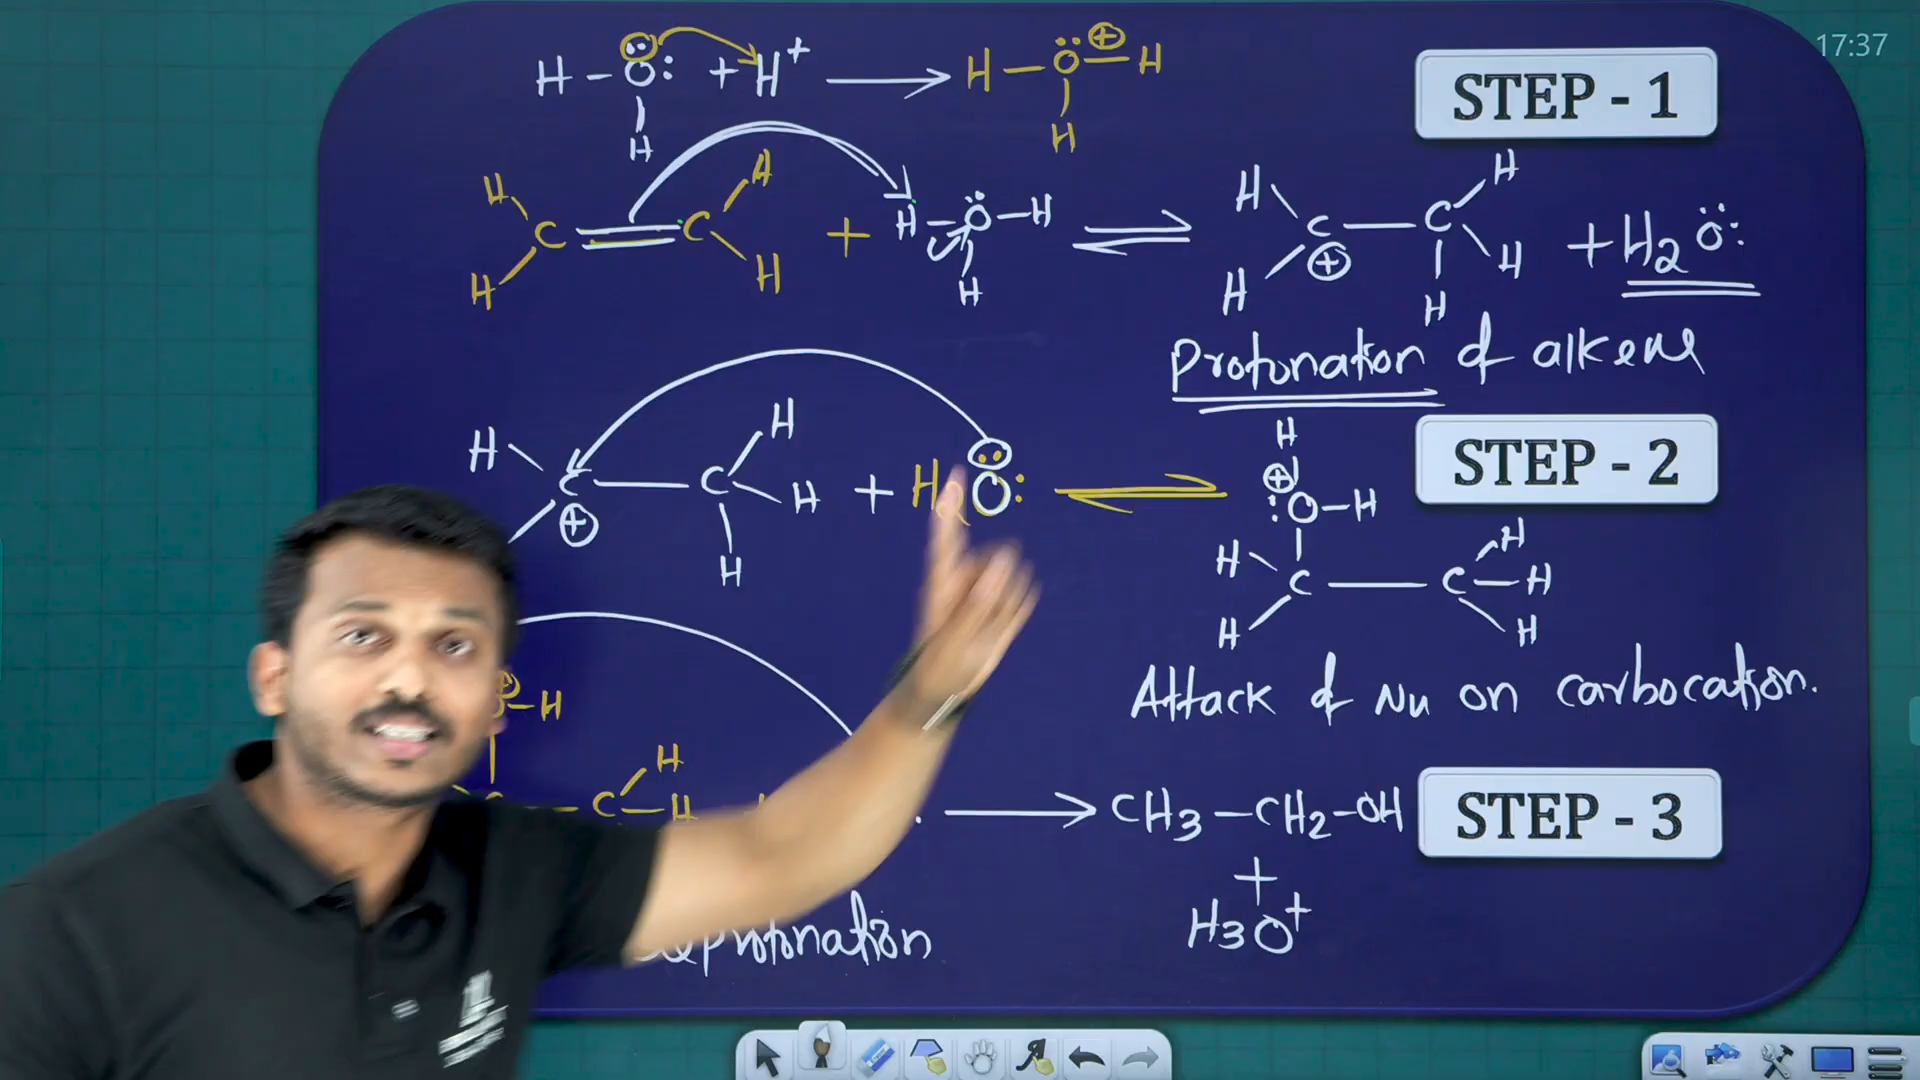 17:37
H - Ö: + H⁺ ⟶ H - Ö⊕ - H
H H
STEP - 1
H H
C = C + H - Ö - H ⇌ H C⊕ - C H + H₂Ö:
H H H H H H
Protonation of alkene
H
STEP - 2
H C⊕ - C H H + H₂Ö: ⇌ ⊕:O - H
H H C - C H H
H H H
Attack of Nu on carbocation.
⊕ - H
H
C - H ⟶ CH3 - CH2 - OH
STEP - 3
+
H3O⁺
deprotonation